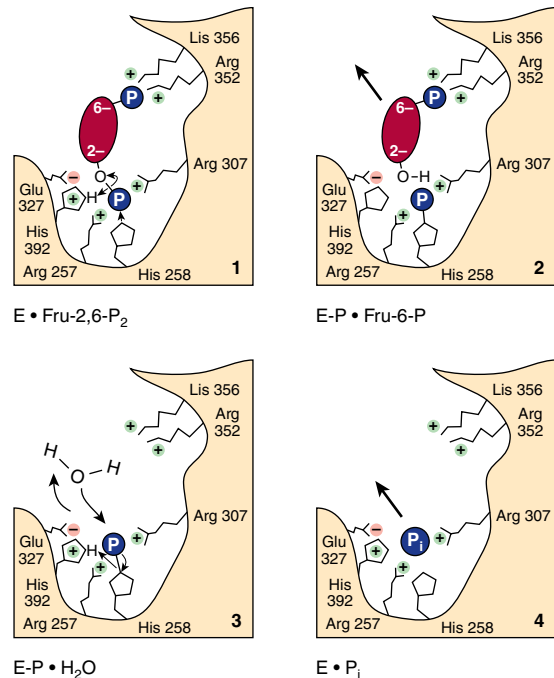 Lis 356
Arg
352
+
P
+
6–
2–
O
Arg 307
Glu
327
–
+
H
P
+
+
His
392
Arg 257
His 258
1
E • Fru-2,6-P₂
Lis 356
Arg
352
+
P
+
6–
2–
O–H
Arg 307
Glu
327
–
P
+
+
His
392
Arg 257
His 258
2
E-P • Fru-6-P
Lis 356
Arg
352
+
+
H
O
H
Arg 307
Glu
327
–
+
H
P
+
+
His
392
Arg 257
His 258
3
E-P • H₂O
Lis 356
Arg
352
+
+
Arg 307
Glu
327
–
+
Pᵢ
+
+
His
392
Arg 257
His 258
4
E • Pᵢ